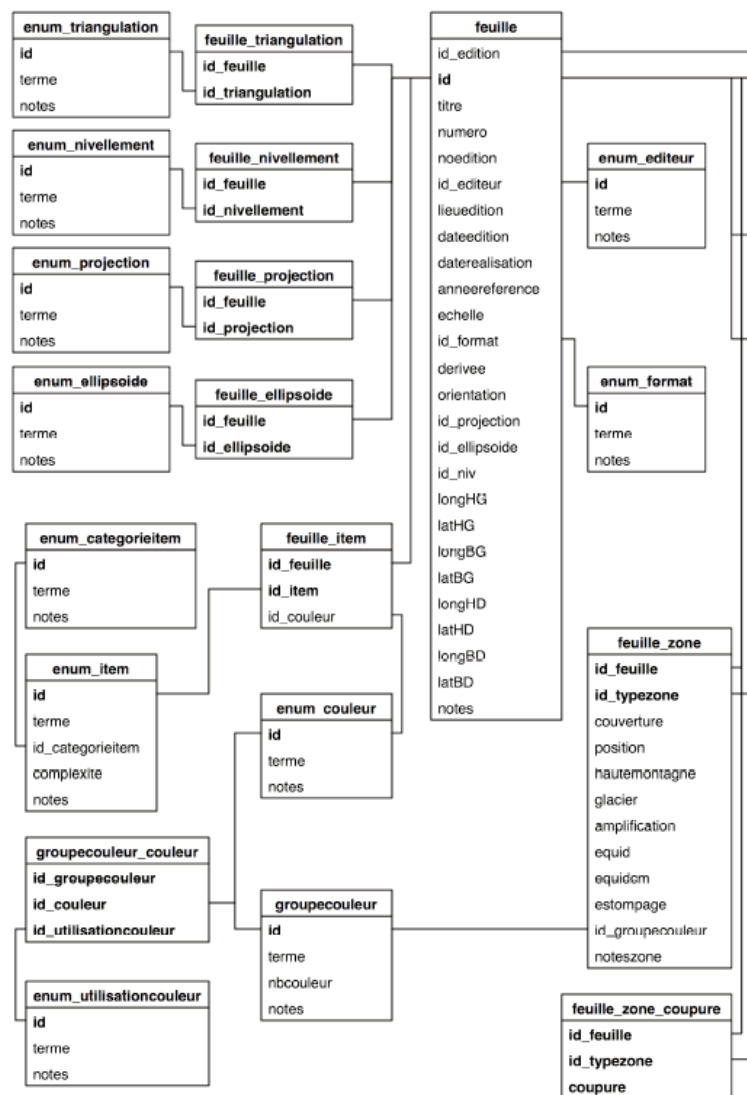 enum_triangulation
id
terme
notes
feuille_triangulation
id_feuille
id_triangulation
enum_nivellement
id
terme
notes
feuille_nivellement
id_feuille
id_nivellement
enum_projection
id
terme
notes
feuille_projection
id_feuille
id_projection
enum_ellipsoide
id
terme
notes
feuille_ellipsoide
id_feuille
id_ellipsoide
feuille
id_edition
id
titre
numero
noedition
id_editeur
lieuedition
dateedition
daterealisation
anneereference
echelle
id_format
derivee
orientation
id_projection
id_ellipsoide
id_niv
longHG
latHG
longBG
latBG
longHD
latHD
longBD
latBD
notes
enum_editeur
id
terme
notes
enum_format
id
terme
notes
enum_categorieitem
id
terme
notes
feuille_item
id_feuille
id_item
id_couleur
enum_item
id
terme
id_categorieitem
complexite
notes
enum_couleur
id
terme
notes
feuille_zone
id_feuille
id_typezone
couverture
position
hautemontagne
glacier
amplification
equid
equidcm
estompage
id_groupecouleur
noteszone
groupecouleur_couleur
id_groupecouleur
id_couleur
id_utilisationcouleur
groupecouleur
id
terme
nbcouleur
notes
enum_utilisationcouleur
id
terme
notes
feuille_zone_coupure
id_feuille
id_typezone
coupure